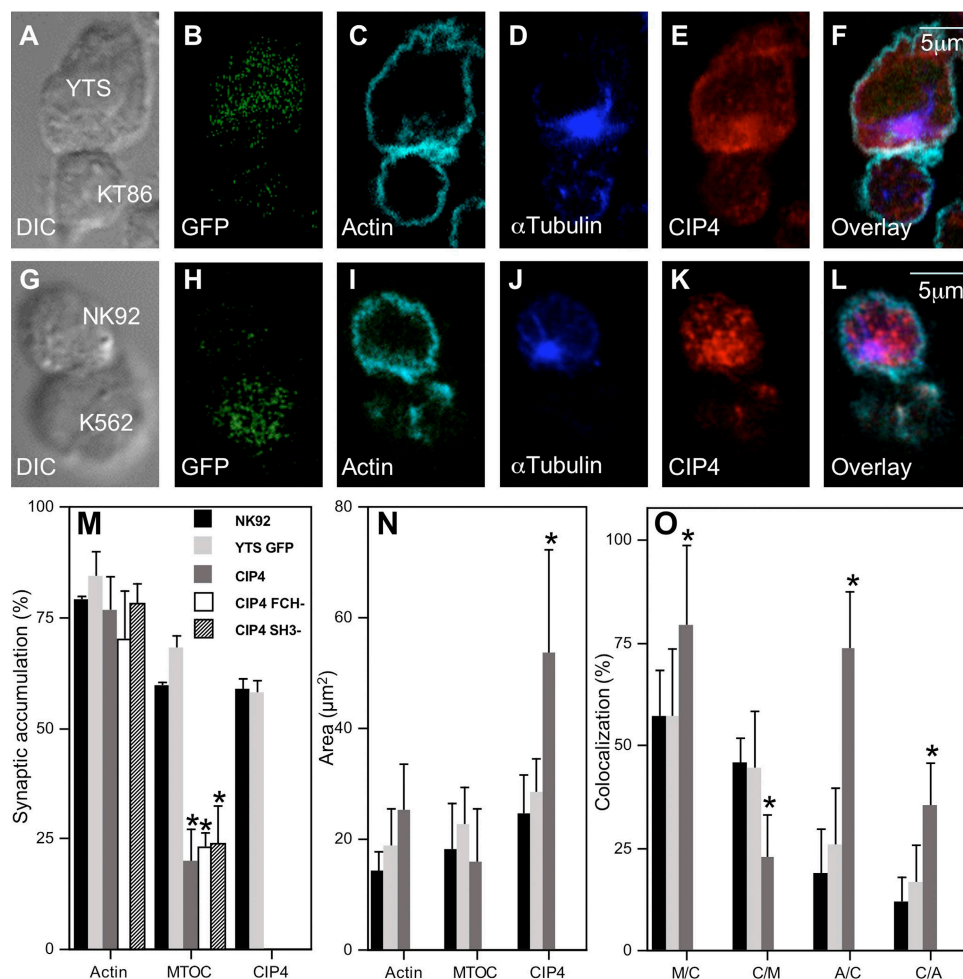 A B C D E F
5μm
YTS
KT86
DIC GFP Actin αTubulin CIP4 Overlay
G H I J K L
5μm
NK92
K562
DIC GFP Actin αTubulin CIP4 Overlay
M
Synaptic accumulation (%)
100
75
50
25
0
NK92
YTS GFP
CIP4
CIP4 FCH-
CIP4 SH3-
* * *
Actin MTOC CIP4
N
Area (μm²)
80
60
40
20
0
*
Actin MTOC CIP4
O
Colocalization (%)
100
75
50
25
0
* * * *
M/C C/M A/C C/A